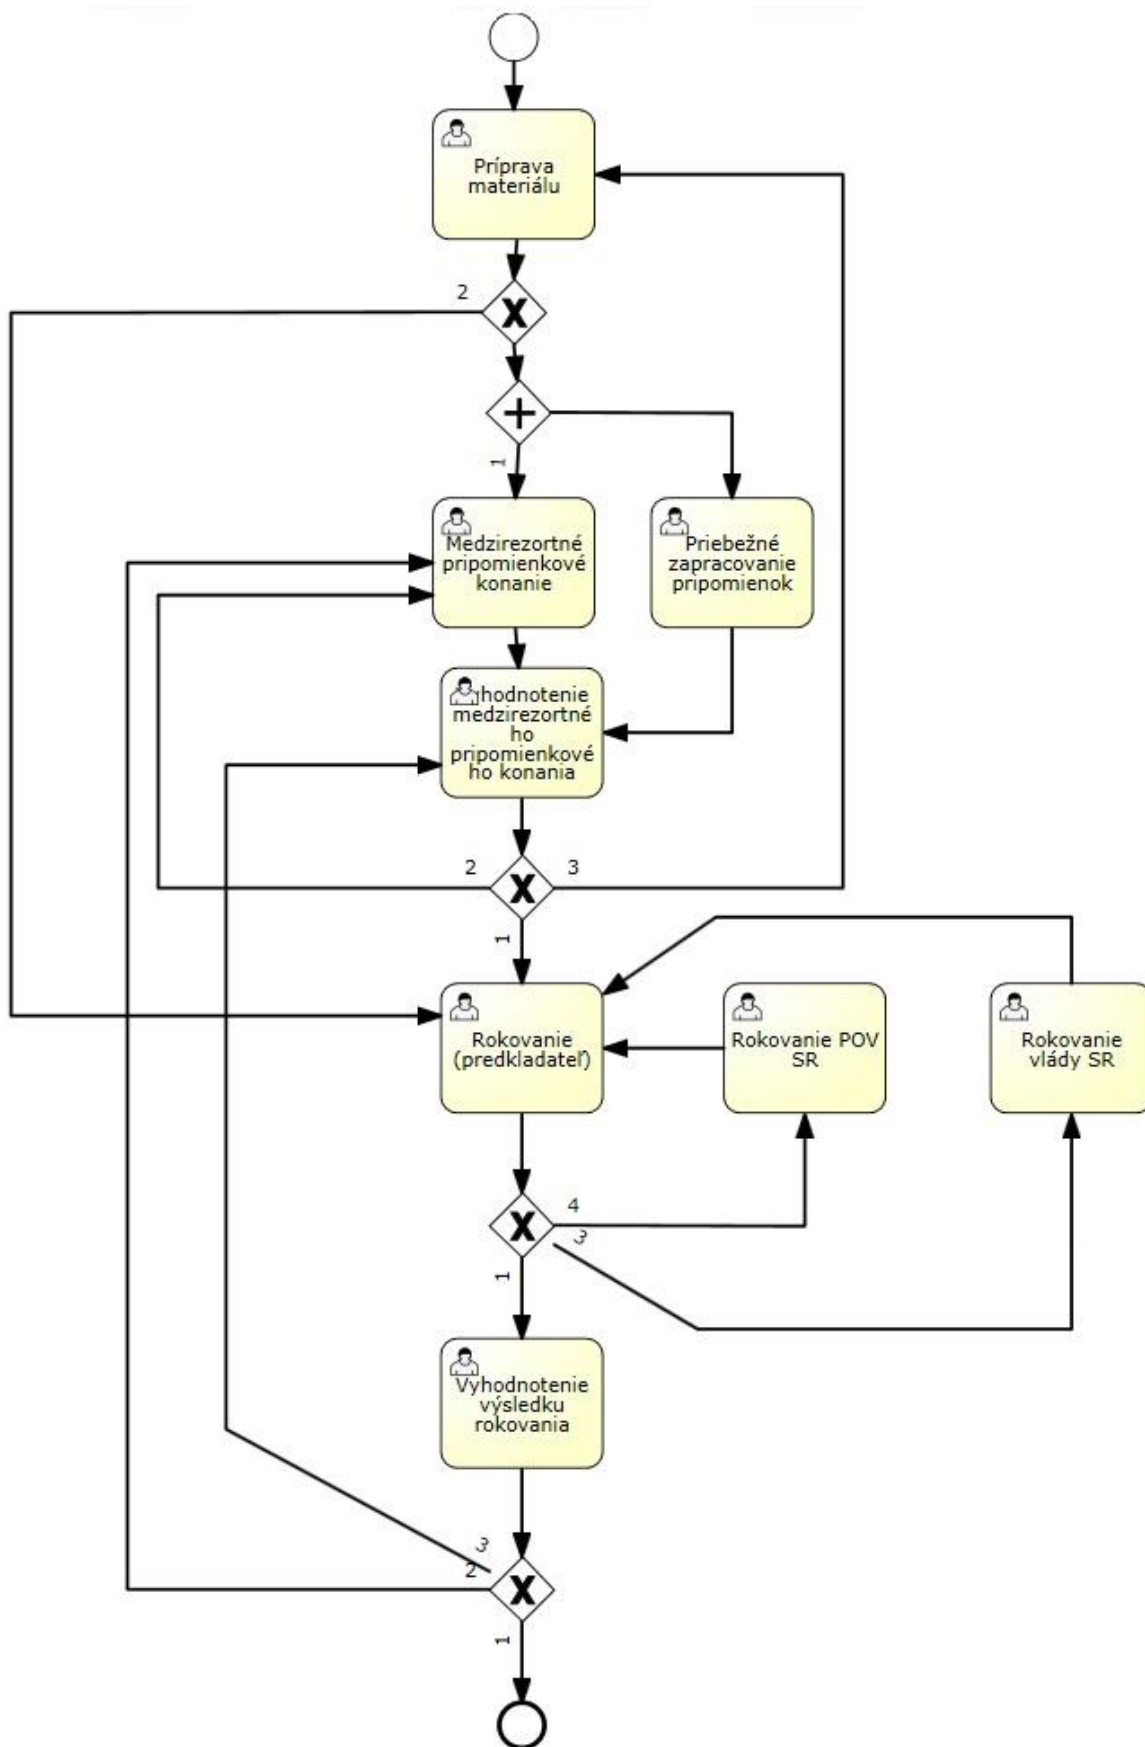 Príprava
materiálu
2
1
Medzirezortné
pripomienkové
konanie
Priebežné
zapracovanie
pripomienok
hodnotenie
medzirezortné
ho
pripomienkové
ho konania
2
3
1
Rokovanie
(predkladateľ)
Rokovanie POV
SR
Rokovanie
vlády SR
4
3
1
Vyhodnotenie
výsledku
rokovania
3
2
1